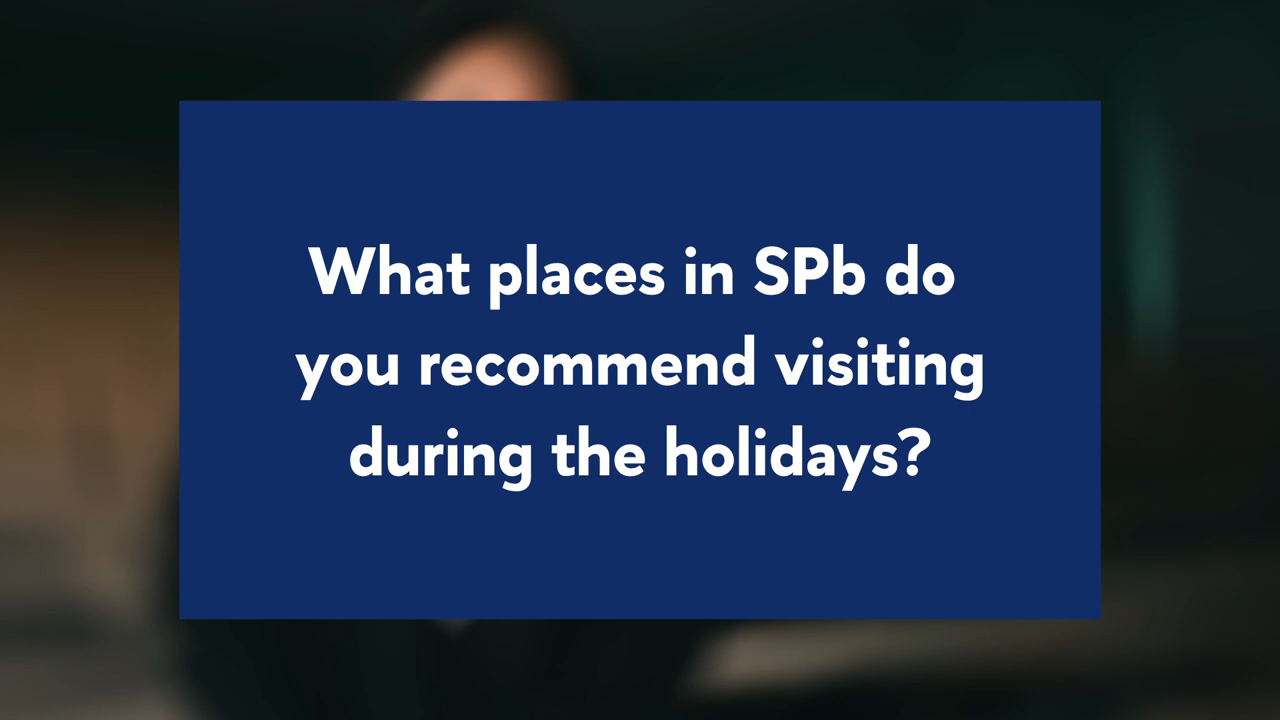 What places in SPb do
you recommend visiting
during the holidays?